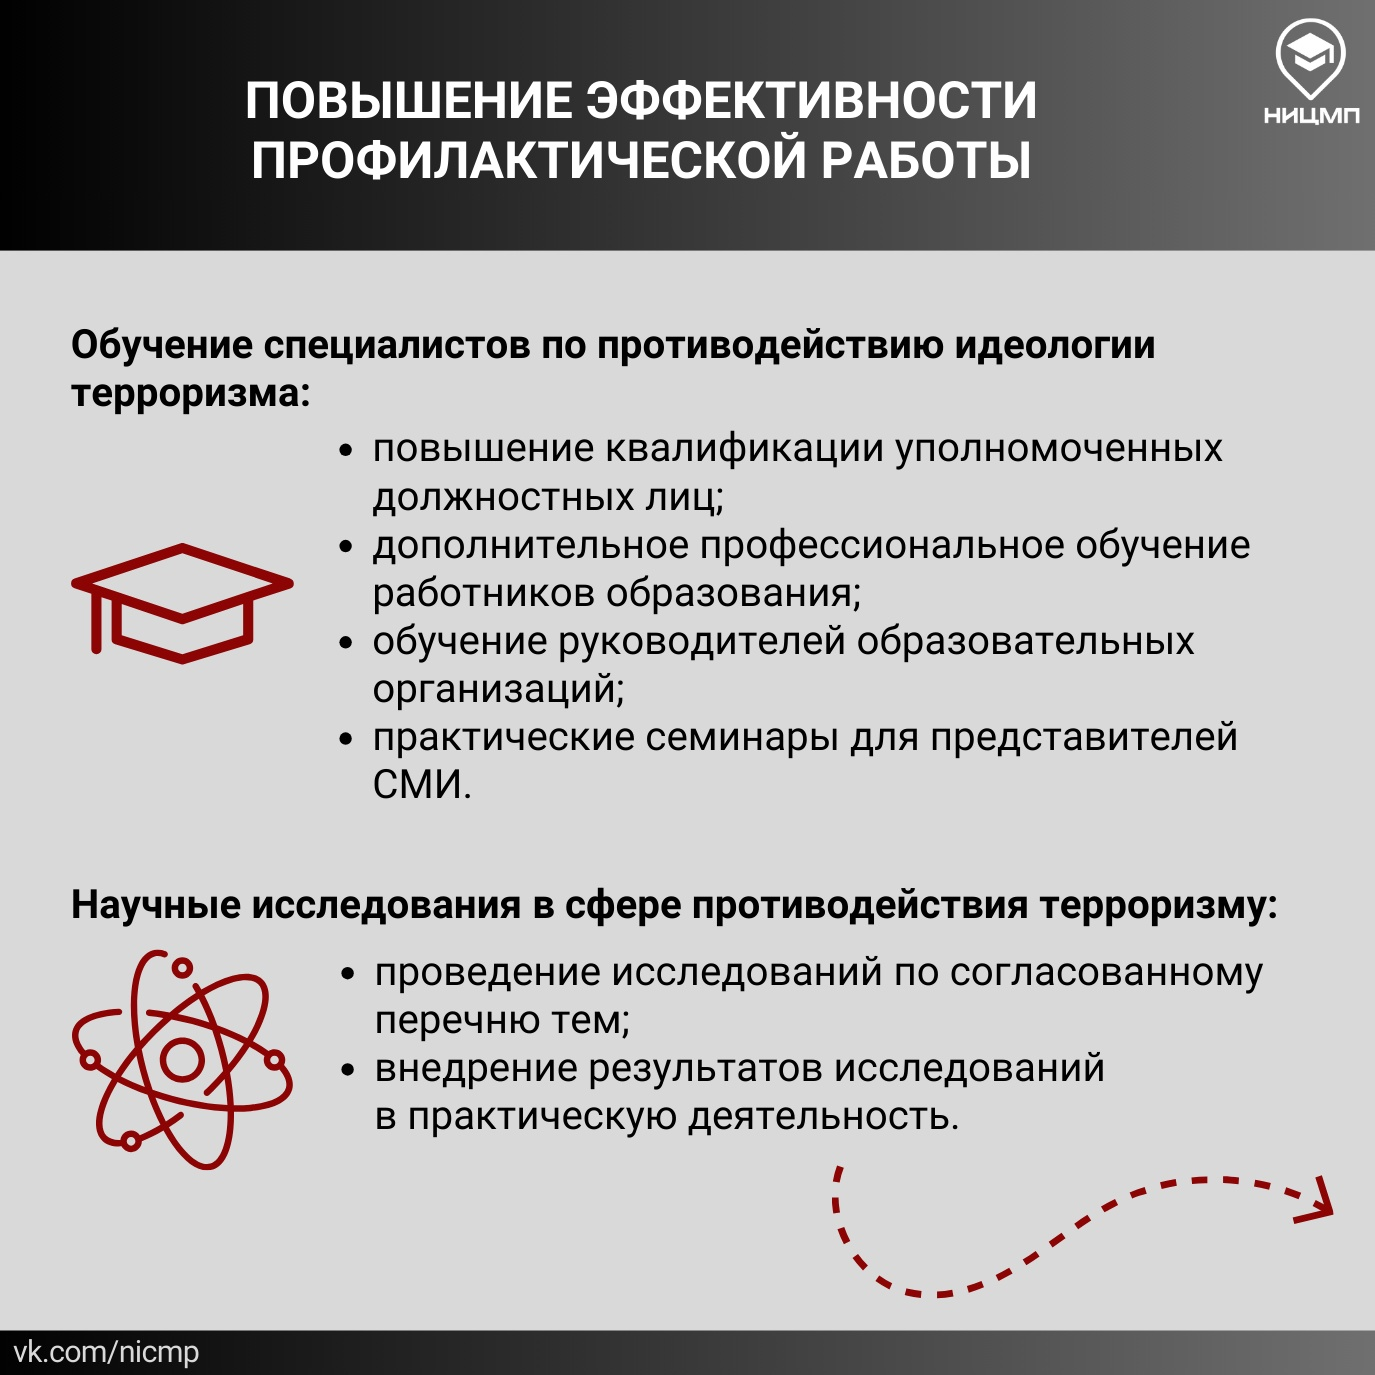 НИЦМП
ПОВЫШЕНИЕ ЭФФЕКТИВНОСТИ
ПРОФИЛАКТИЧЕСКОЙ РАБОТЫ
Обучение специалистов по противодействию идеологии
терроризма:
• повышение квалификации уполномоченных
должностных лиц;
• дополнительное профессиональное обучение
работников образования;
• обучение руководителей образовательных
организаций;
• практические семинары для представителей
СМИ.
Научные исследования в сфере противодействия терроризму:
• проведение исследований по согласованному
перечню тем;
• внедрение результатов исследований
в практическую деятельность.
vk.com/nicmp